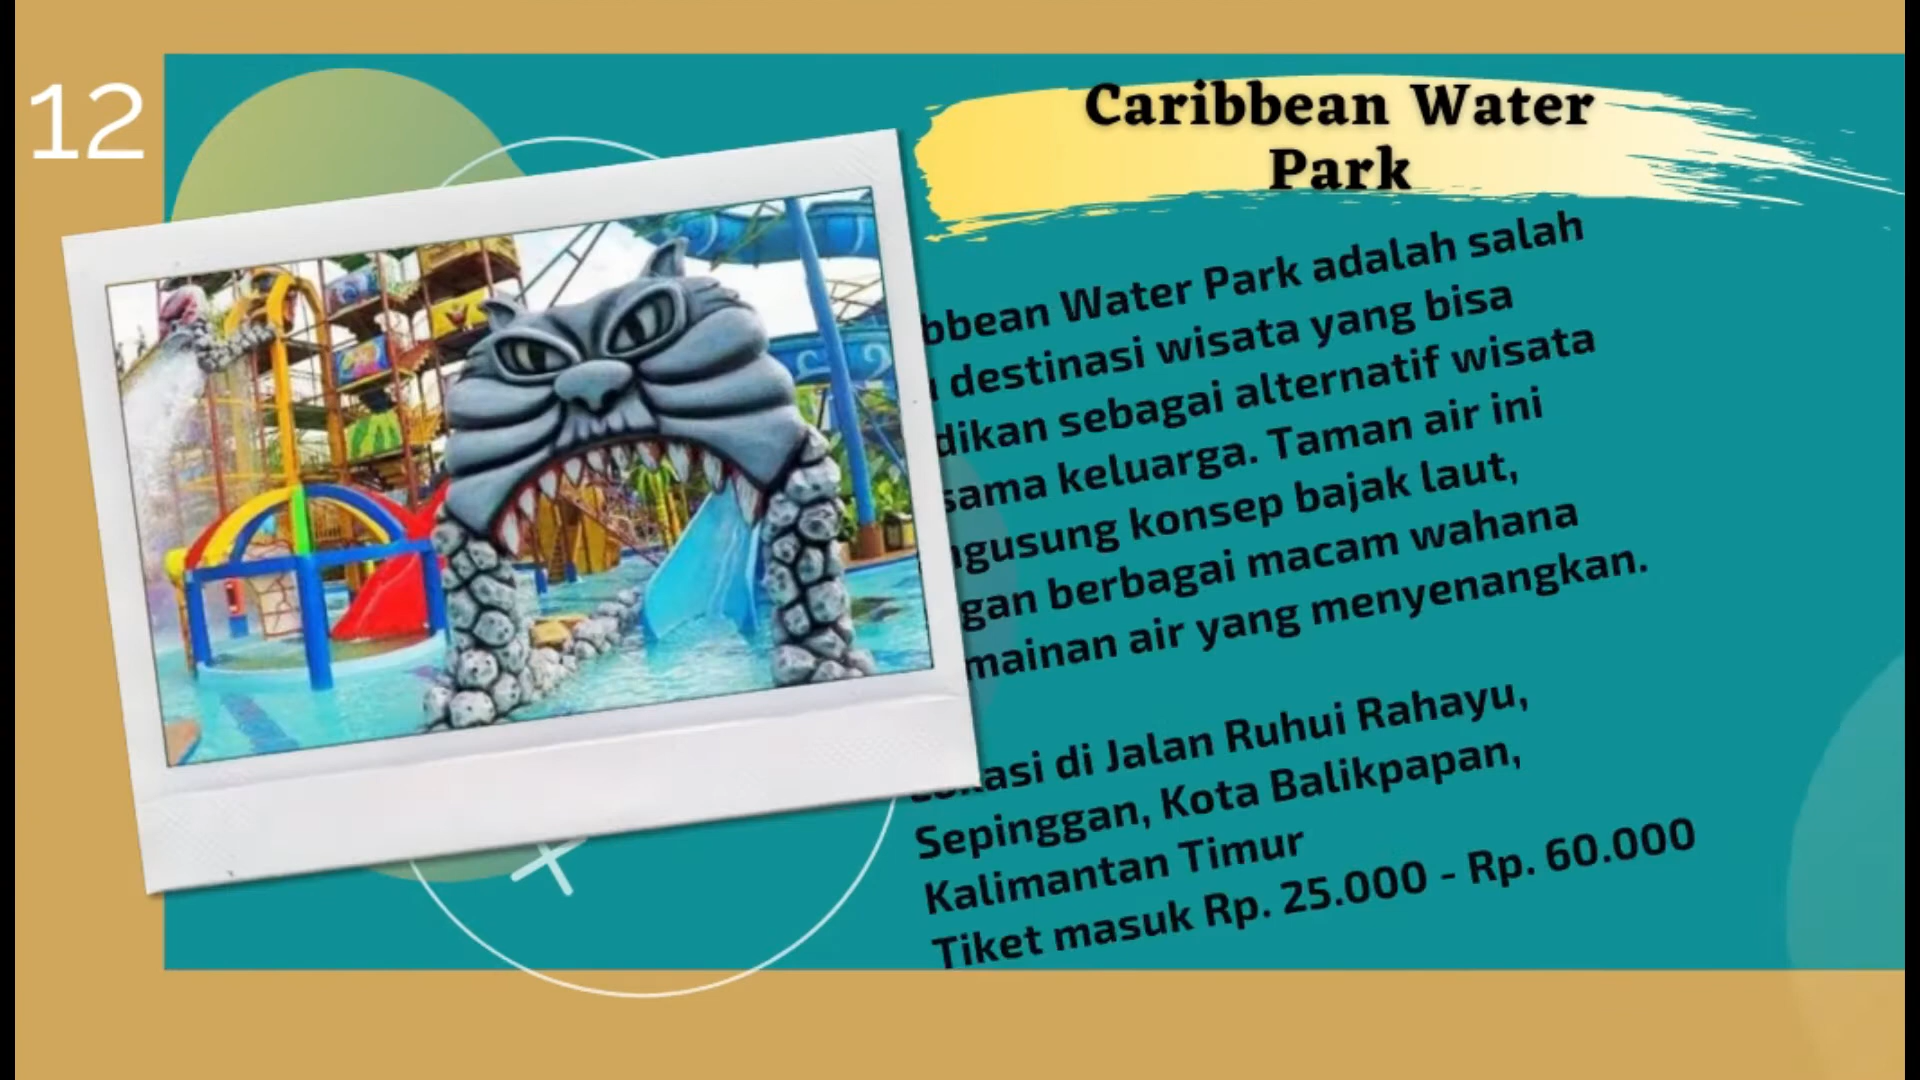 12
Caribbean Water
Park
bbean Water Park adalah salah
destinasi wisata yang bisa
dikan sebagai alternatif wisata
sama keluarga. Taman air ini
gusung konsep bajak laut,
gan berbagai macam wahana
mainan air yang menyenangkan.
asi di Jalan Ruhui Rahayu,
Sepinggan, Kota Balikpapan,
Kalimantan Timur
Tiket masuk Rp. 25.000 - Rp. 60.000